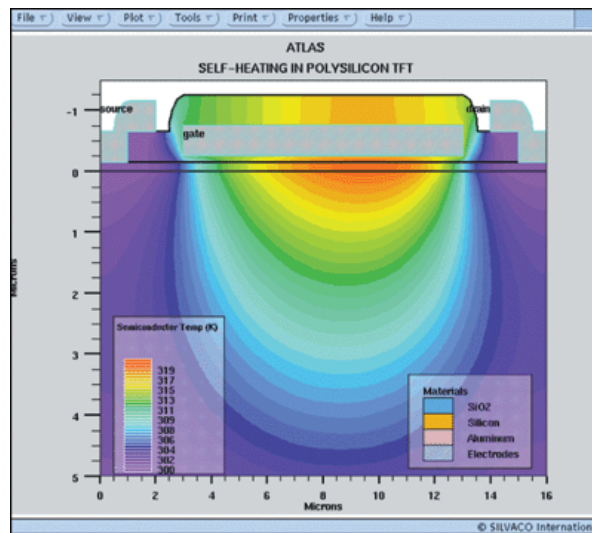 File View Plot Tools Print Properties Help
ATLAS
SELF-HEATING IN POLYSILICON TFT
source
drain
gate
-1
0
1
2
3
4
5
Microns
Semiconductor Temp (K)
319
317
315
313
311
309
308
306
304
302
300
Materials
SiO2
Silicon
Aluminum
Electrodes
0 2 4 6 8 10 12 14 16
Microns
© SILVACO Internation